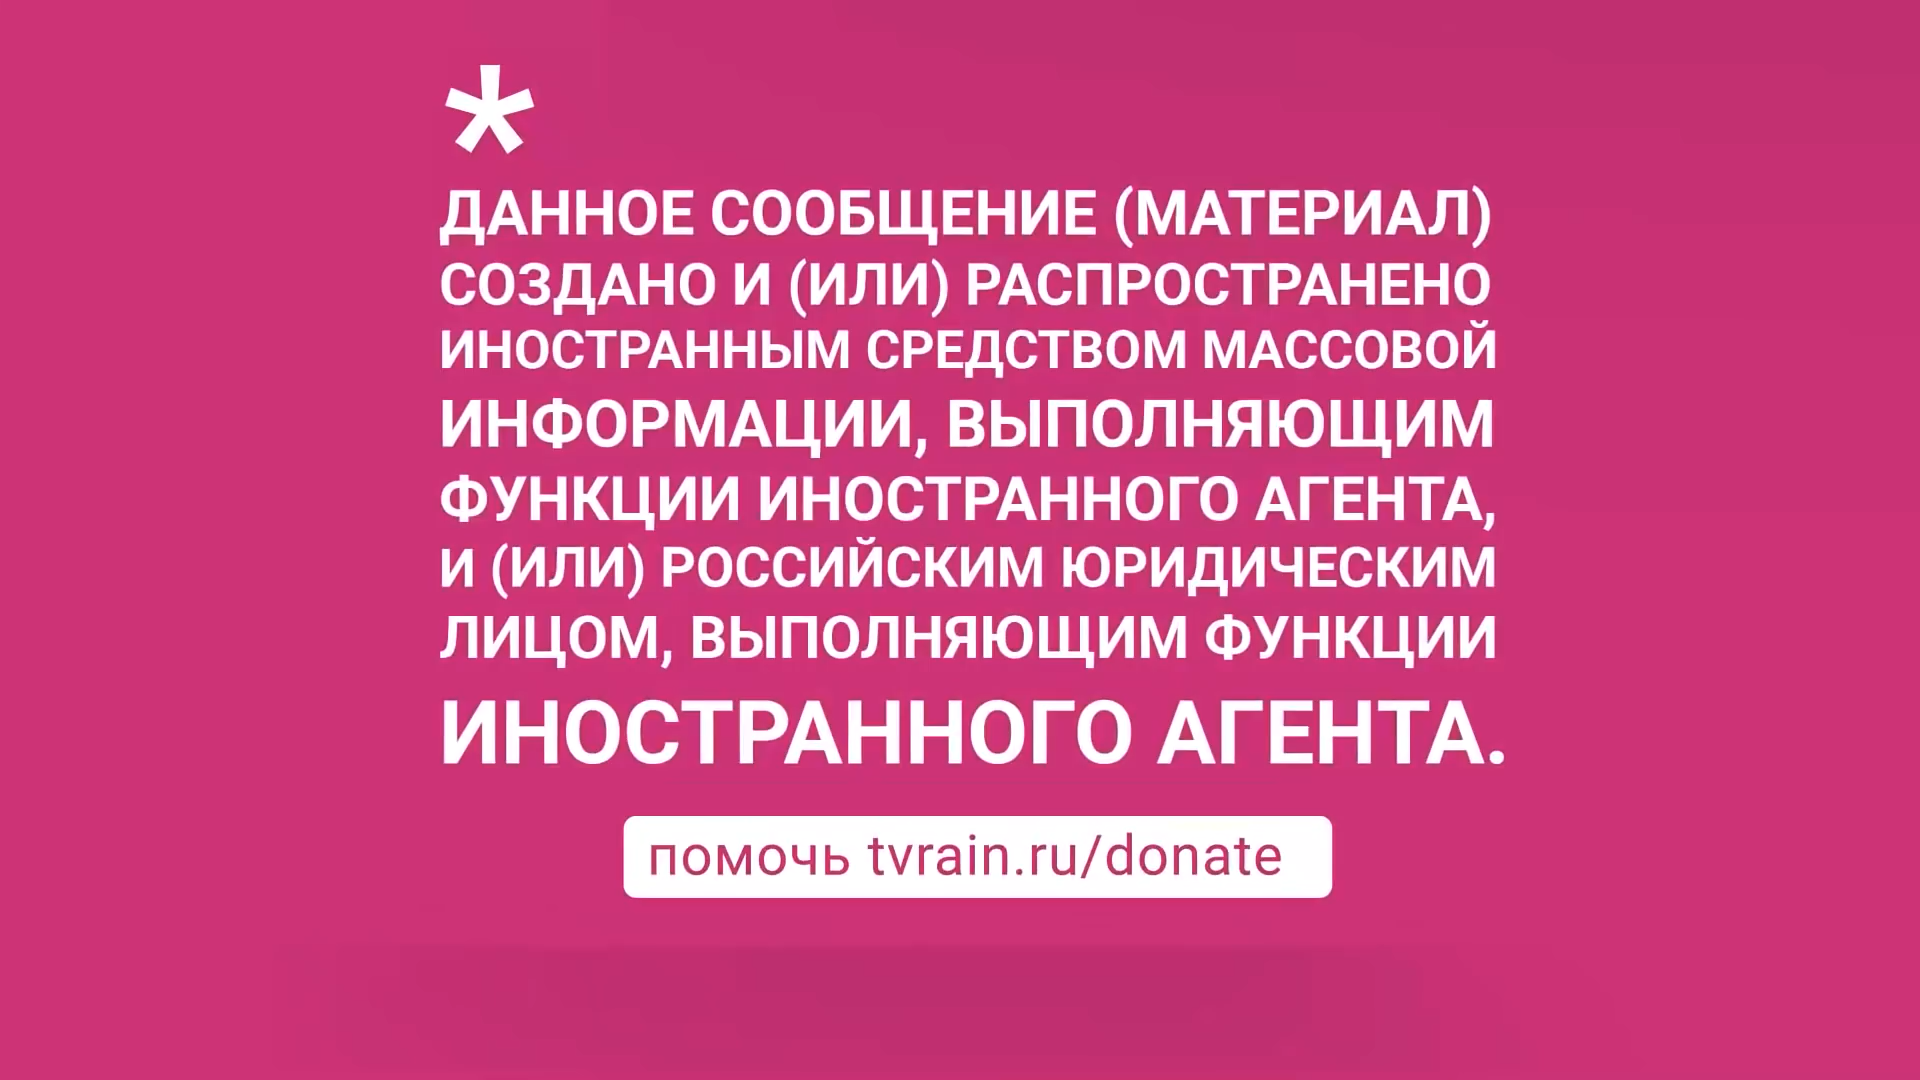 *
ДАННОЕ СООБЩЕНИЕ (МАТЕРИАЛ)
СОЗДАНО И (ИЛИ) РАСПРОСТРАНЕНО
ИНОСТРАННЫМ СРЕДСТВОМ МАССОВОЙ
ИНФОРМАЦИИ, ВЫПОЛНЯЮЩИМ
ФУНКЦИИ ИНОСТРАННОГО АГЕНТА,
И (ИЛИ) РОССИЙСКИМ ЮРИДИЧЕСКИМ
ЛИЦОМ, ВЫПОЛНЯЮЩИМ ФУНКЦИИ
ИНОСТРАННОГО АГЕНТА.
помочь tvrain.ru/donate